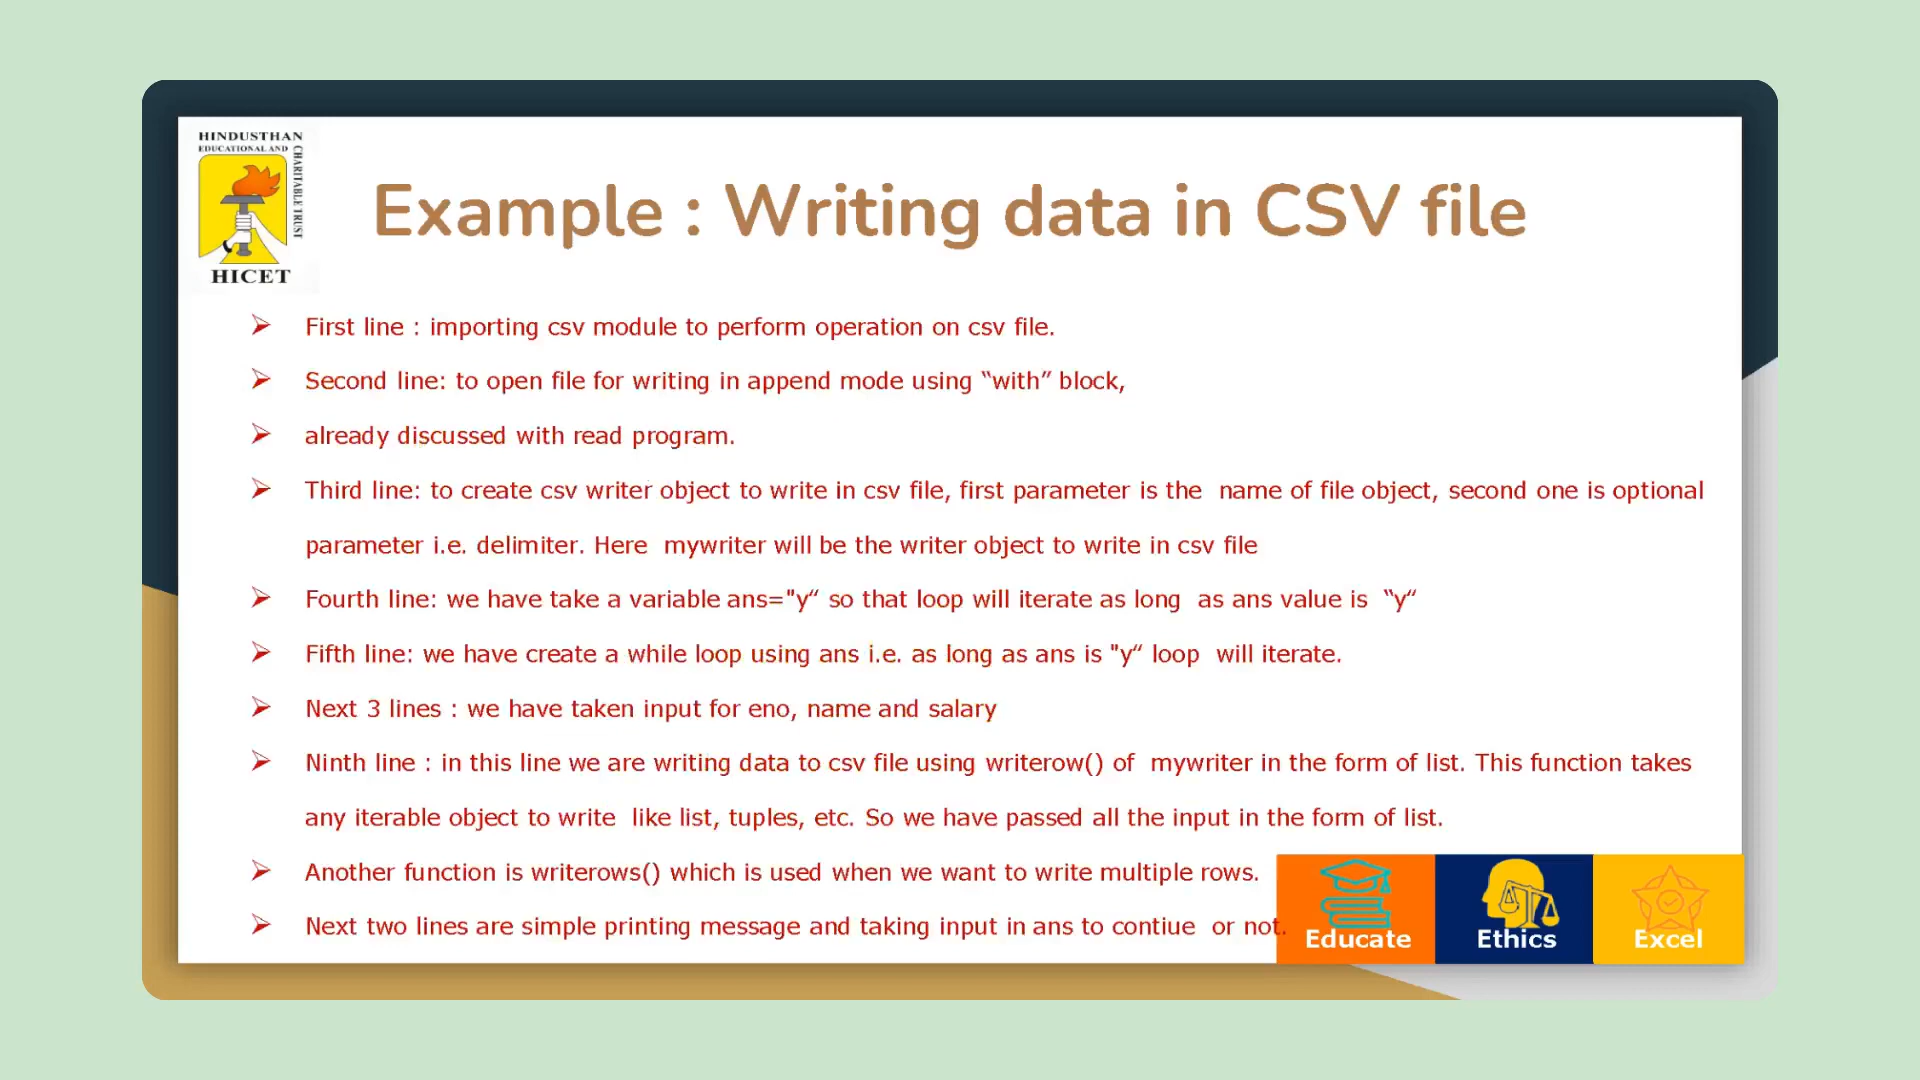 HINDUSTHAN
EDUCATIONAL AND
CHARITABLE TRUST
HICET
Example : Writing data in CSV file
➢ First line : importing csv module to perform operation on csv file.
➢ Second line: to open file for writing in append mode using “with” block,
➢ already discussed with read program.
➢ Third line: to create csv writer object to write in csv file, first parameter is the name of file object, second one is optional
parameter i.e. delimiter. Here mywriter will be the writer object to write in csv file
➢ Fourth line: we have take a variable ans="y“ so that loop will iterate as long as ans value is “y“
➢ Fifth line: we have create a while loop using ans i.e. as long as ans is "y“ loop will iterate.
➢ Next 3 lines : we have taken input for eno, name and salary
➢ Ninth line : in this line we are writing data to csv file using writerow() of mywriter in the form of list. This function takes
any iterable object to write like list, tuples, etc. So we have passed all the input in the form of list.
➢ Another function is writerows() which is used when we want to write multiple rows.
➢ Next two lines are simple printing message and taking input in ans to contiue or not.
Educate Ethics Excel